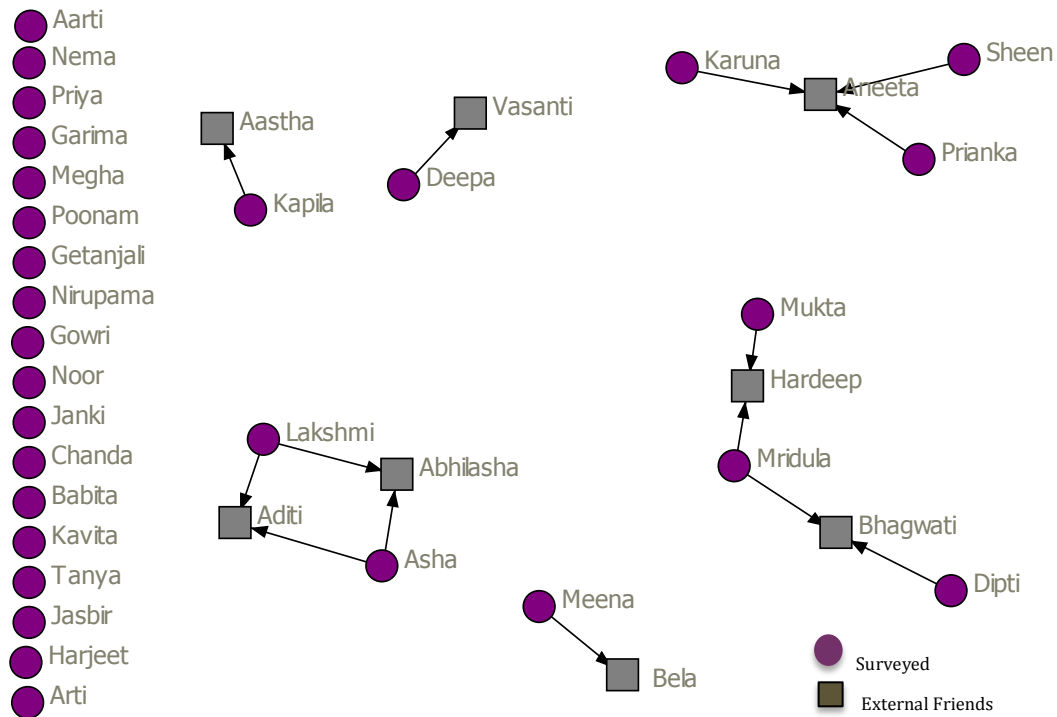 Aarti
Nema
Priya
Garima
Megha
Poonam
Getanjali
Nirupama
Gowri
Noor
Janki
Chanda
Babita
Kavita
Tanya
Jasbir
Harjeet
Arti
Aastha
Kapila
Vasanti
Deepa
Karuna
Sheen
Aneeta
Prianka
Mukta
Hardeep
Mridula
Bhagwati
Dipti
Lakshmi
Abhilasha
Aditi
Asha
Meena
Bela
Surveyed
External Friends